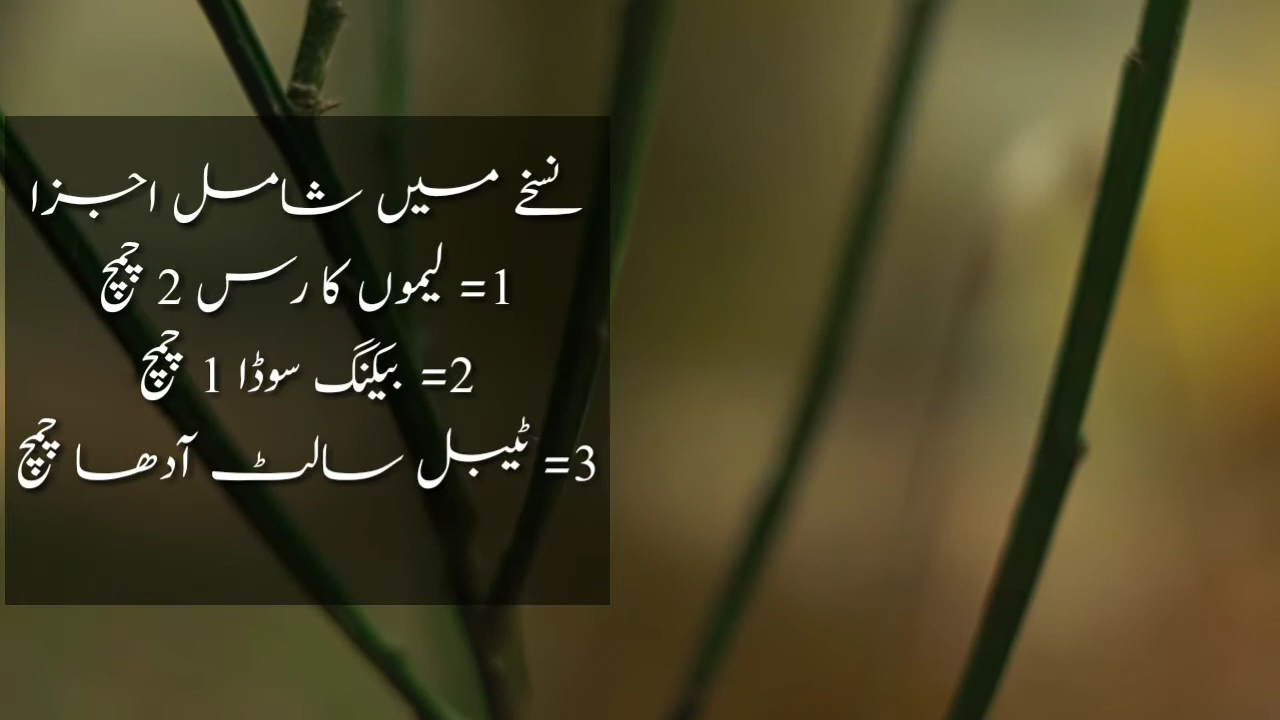 نسخے میں شامل اجزا
1= لیموں کا رس 2 چمچ
2= بیکنگ سوڈا 1 چمچ
3= ٹیبل سالٹ آدھا چمچ